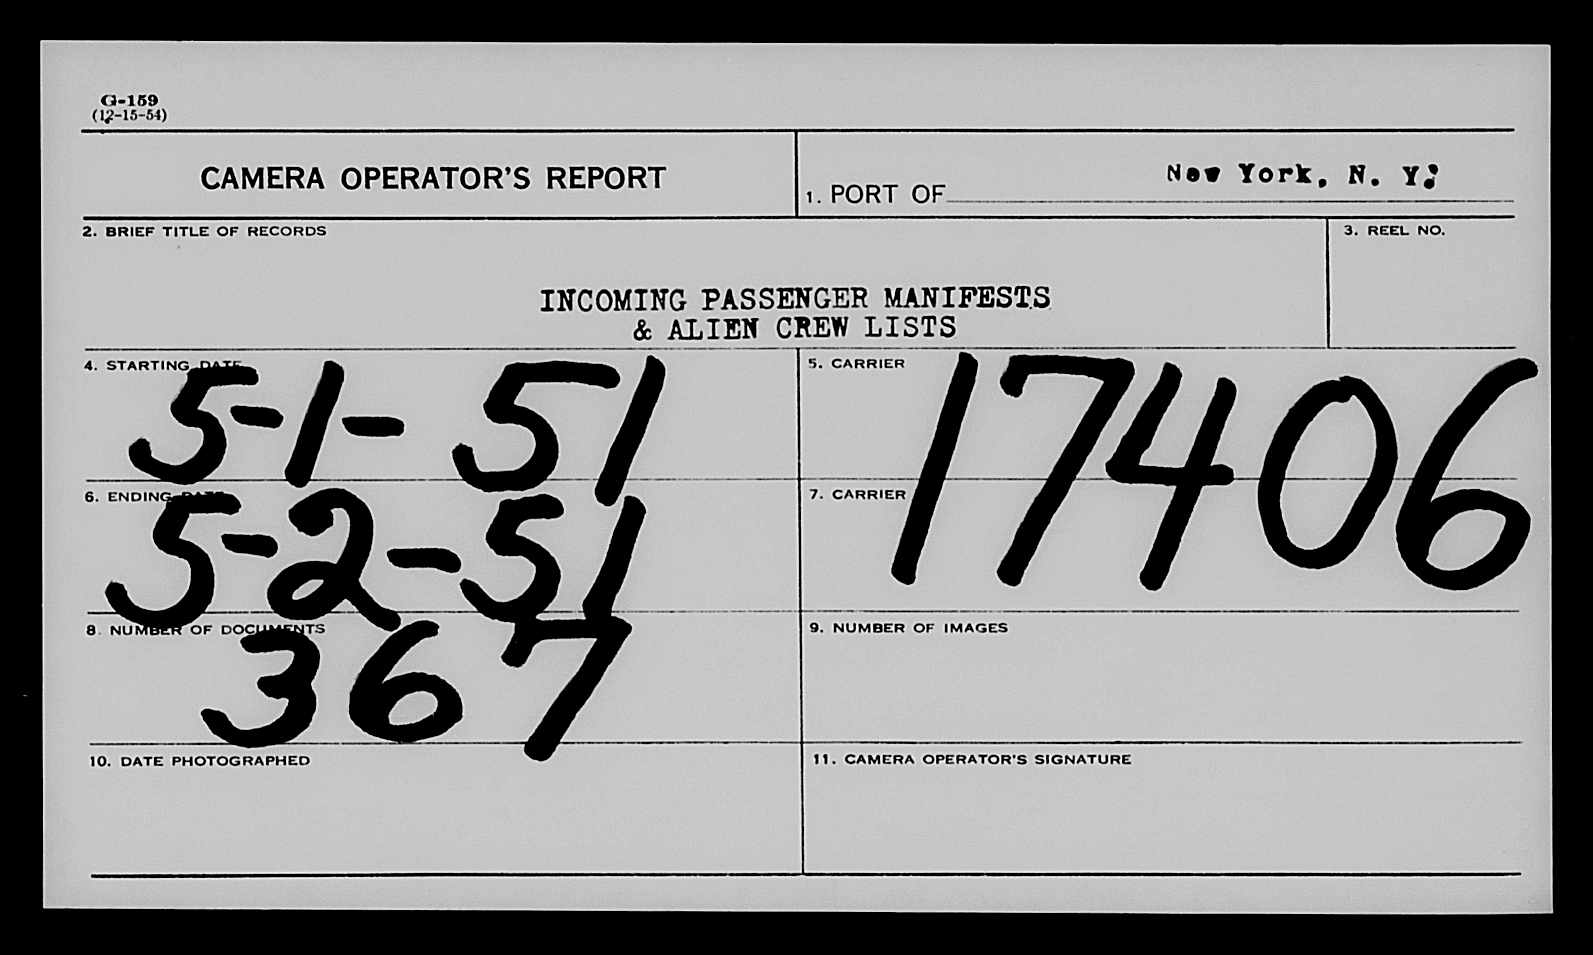 G-159
(12-15-54)
CAMERA OPERATOR'S REPORT
1. PORT OF New York, N. Y.
2. BRIEF TITLE OF RECORDS
3. REEL NO.
INCOMING PASSENGER MANIFESTS
& ALIEN CREW LISTS
4. STARTING DATE
5-1-51
5. CARRIER
17406
6. ENDING DATE
5-2-51
7. CARRIER
8. NUMBER OF DOCUMENTS
367
9. NUMBER OF IMAGES
10. DATE PHOTOGRAPHED
11. CAMERA OPERATOR'S SIGNATURE